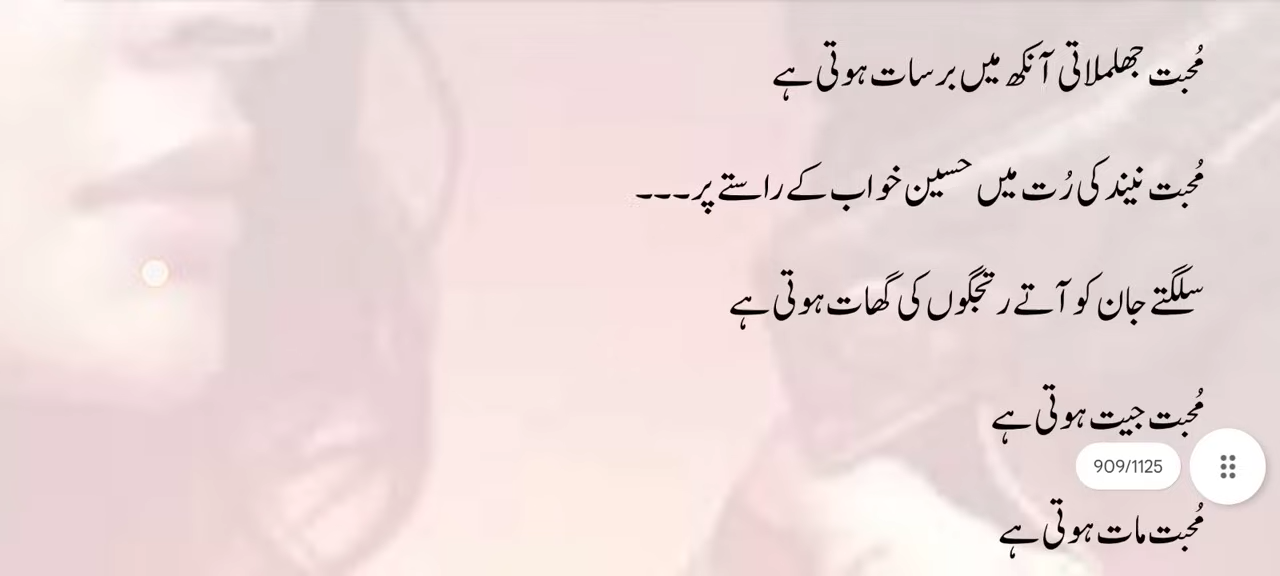 مُحبت جھلملاتی آنکھ میں برسات ہوتی ہے
مُحبت نیند کی رُت میں حسین خواب کے راستے پر۔۔۔
سلگتے جان کو آتے رتجگوں کی گھات ہوتی ہے
مُحبت جیت ہوتی ہے
909/1125
مُحبت مات ہوتی ہے